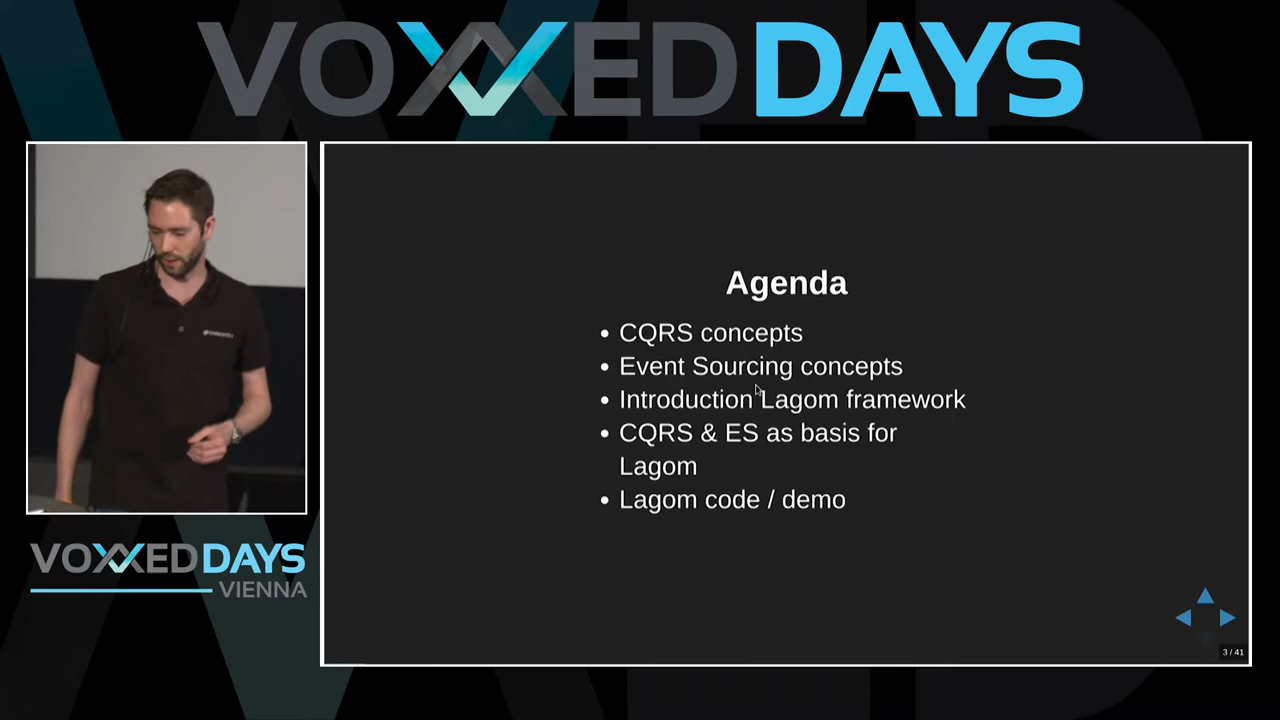 VOXXED DAYS
Agenda
• CQRS concepts
• Event Sourcing concepts
• Introduction Lagom framework
• CQRS & ES as basis for
Lagom
• Lagom code / demo
VOXXED DAYS
VIENNA
3 / 41